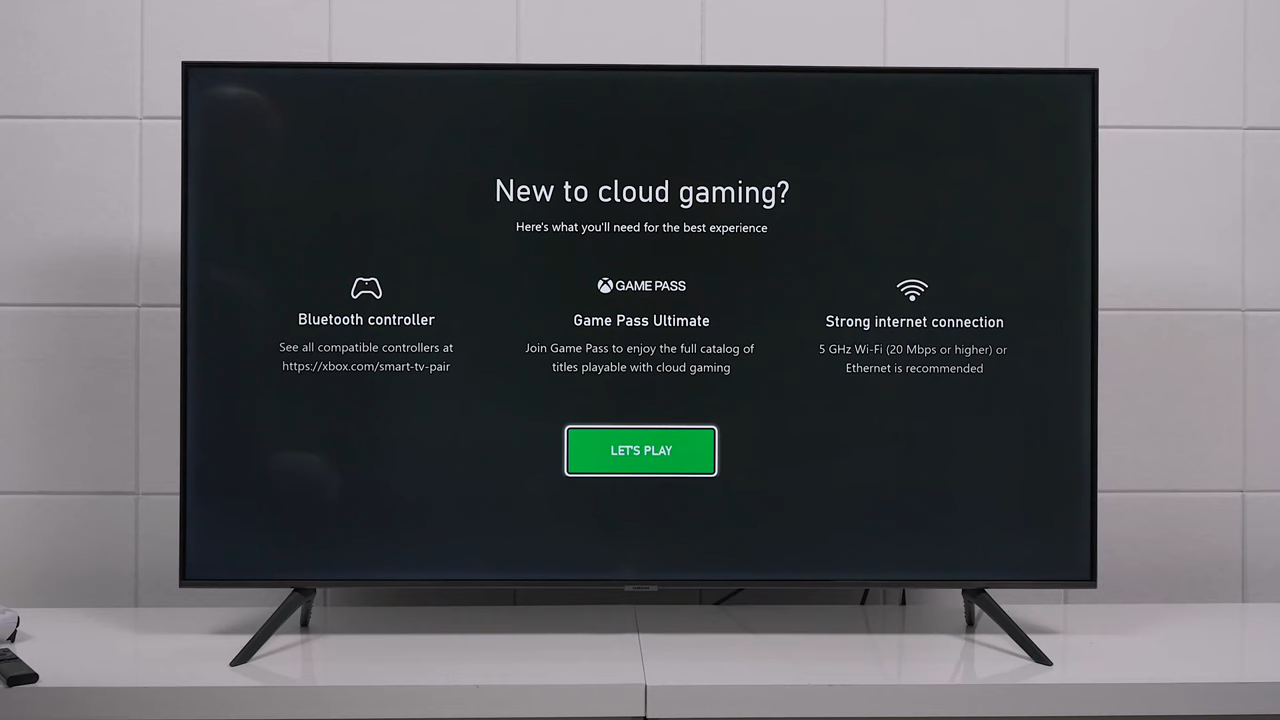 New to cloud gaming?
Here's what you'll need for the best experience
Bluetooth controller
See all compatible controllers at
https://xbox.com/smart-tv-pair
GAME PASS
Game Pass Ultimate
Join Game Pass to enjoy the full catalog of
titles playable with cloud gaming
Strong internet connection
5 GHz Wi-Fi (20 Mbps or higher) or
Ethernet is recommended
LET'S PLAY
SAMSUNG